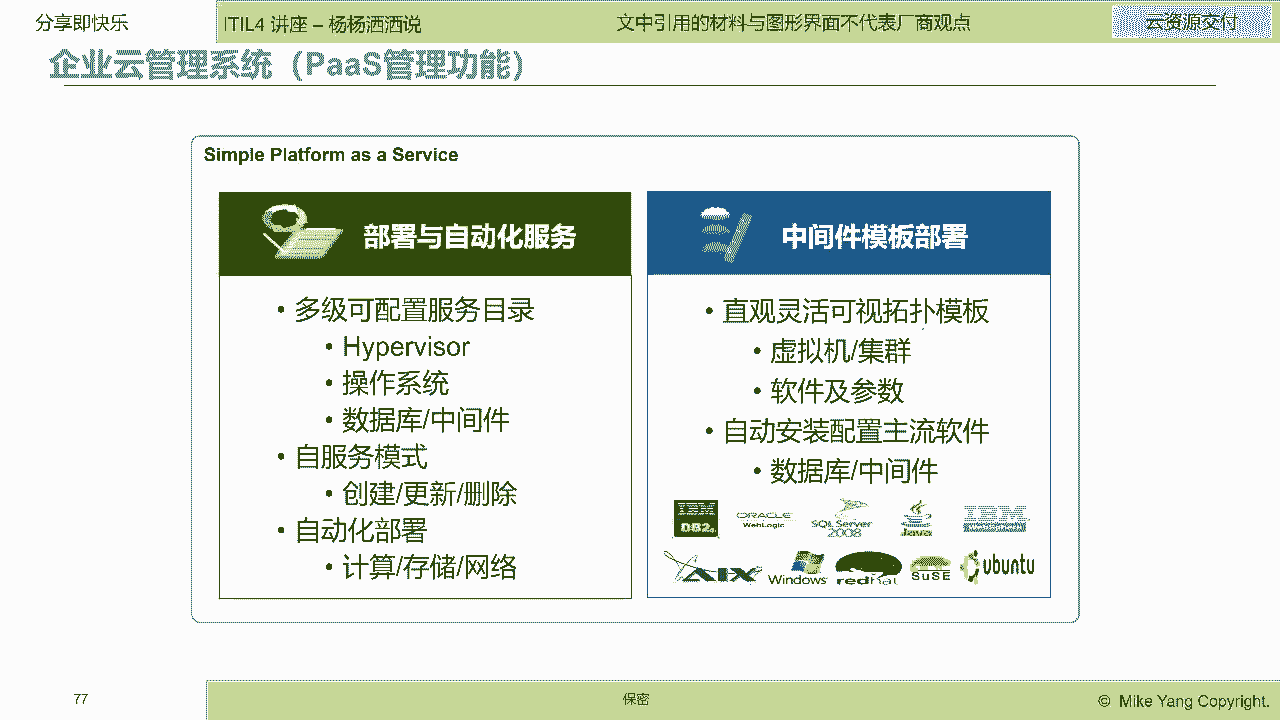 分享即快乐
ITIL4 讲座 – 杨杨洒洒说
文中引用的材料与图形界面不代表厂商观点
云资源交付
企业云管理系统（PaaS管理功能）
Simple Platform as a Service
部署与自动化服务
• 多级可配置服务目录
• Hypervisor
• 操作系统
• 数据库/中间件
• 自服务模式
• 创建/更新/删除
• 自动化部署
• 计算/存储/网络
中间件模板部署
• 直观灵活可视拓扑模板
• 虚拟机/集群
• 软件及参数
• 自动安装配置主流软件
• 数据库/中间件
IBM
DB2.
ORACLE
WebLogic
SQL Server
2008
Java
IBM
AIX
Windows
redhat
SuSE
ubuntu
77
保密
© Mike Yang Copyright.